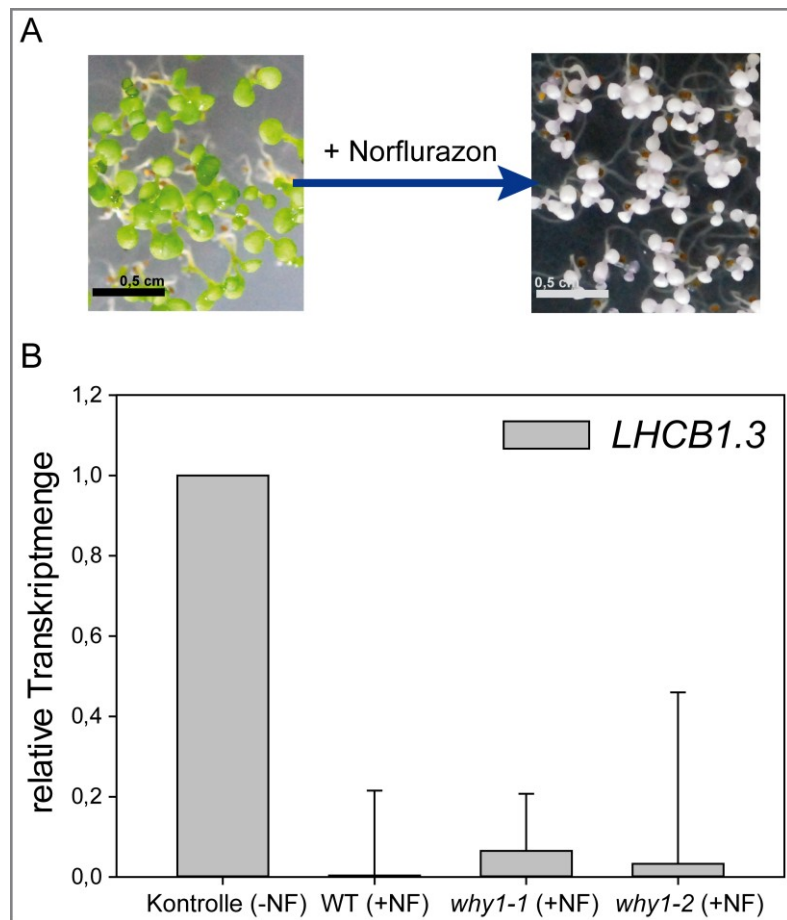 A
+ Norflurazon
0,5 cm
0,5 cm
B
1,2
LHCB1.3
1,0
0,8
0,6
0,4
0,2
0,0
relative Transkriptmenge
Kontrolle (-NF) WT (+NF) why1-1 (+NF) why1-2 (+NF)